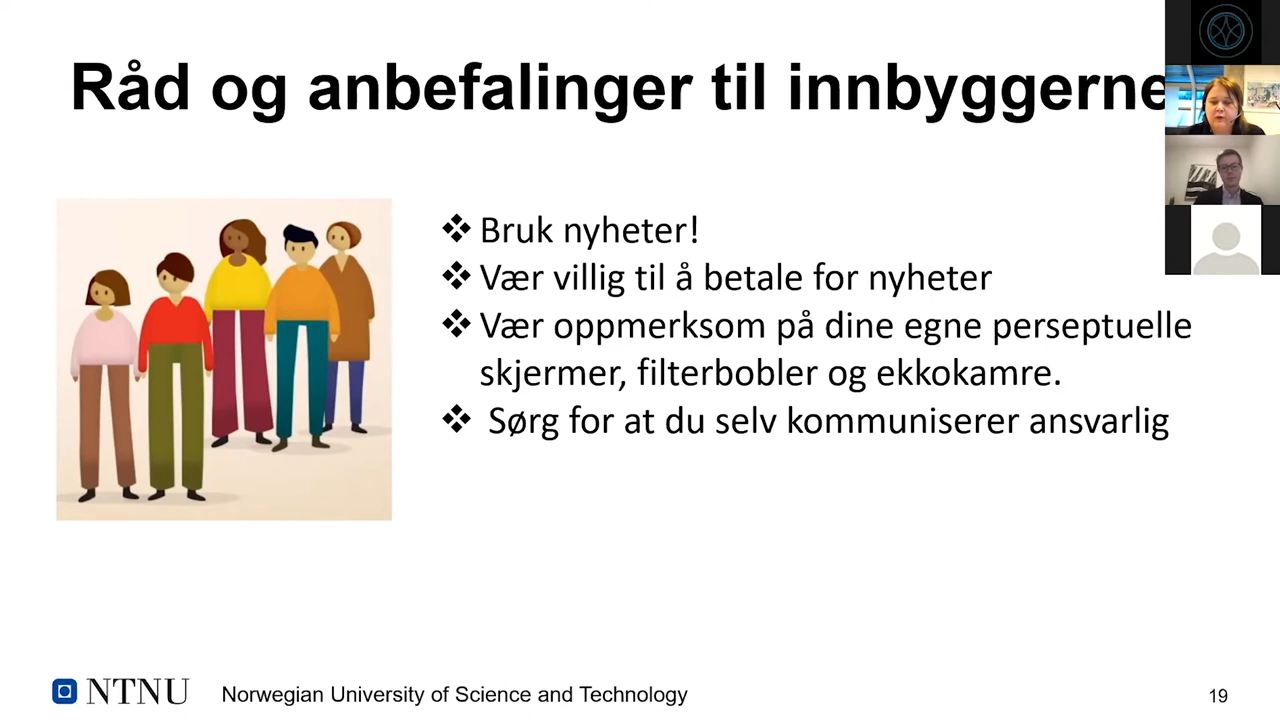 Råd og anbefalinger til innbyggerne
❖ Bruk nyheter!
❖ Vær villig til å betale for nyheter
❖ Vær oppmerksom på dine egne perseptuelle
skjermer, filterbobler og ekkokamre.
❖ Sørg for at du selv kommuniserer ansvarlig
NTNU Norwegian University of Science and Technology 19